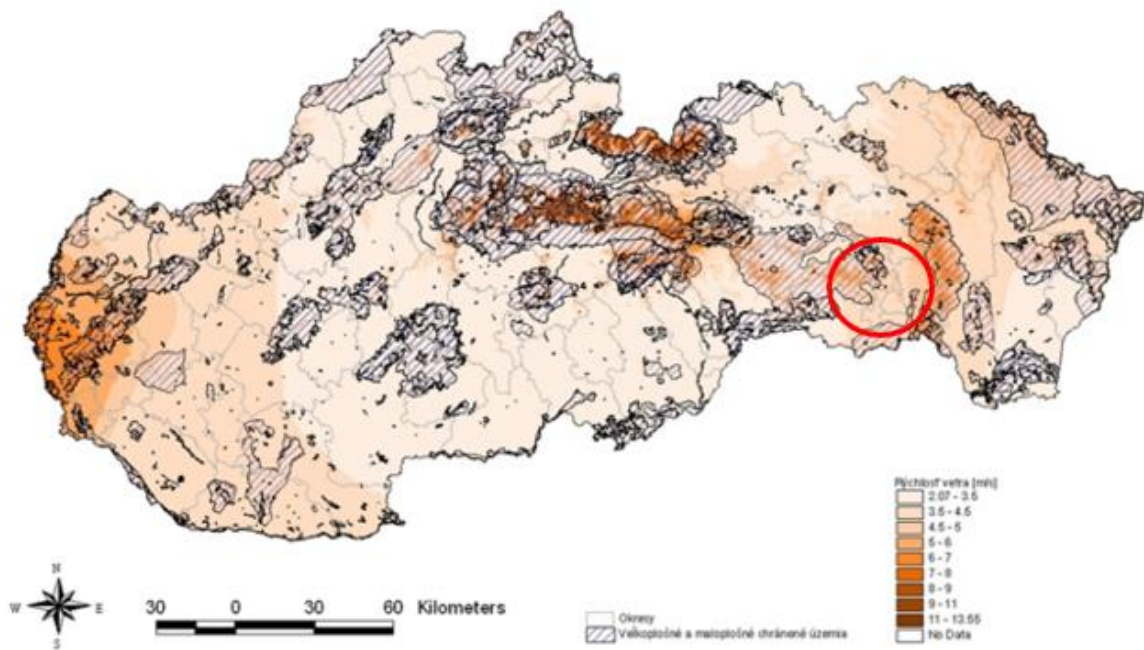 Rýchlosť vetra [m/s]
2.07 - 3.5
3.5 - 4.5
4.5 - 5
5 - 6
6 - 7
7 - 8
8 - 9
9 - 11
11 - 13.55
No Data
N
W E
S
30 0 30 60 Kilometers
Okresy
Veľkoplošné a maloplošné chránené územia